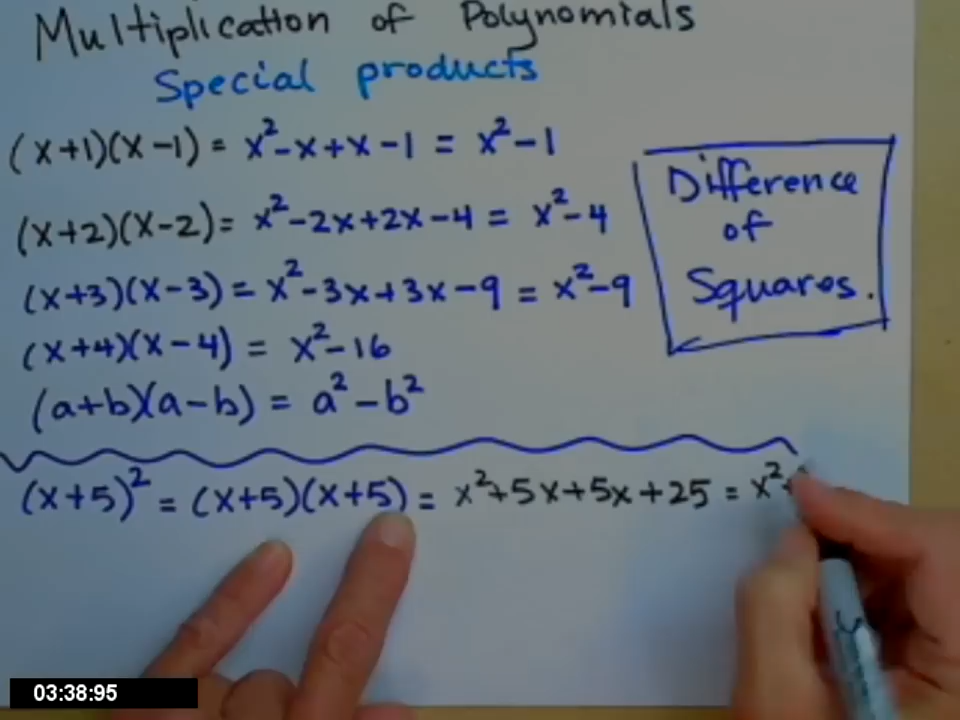 Multiplication of Polynomials
Special products
(x+1)(x-1) = x²-x+x-1 = x²-1
(x+2)(x-2) = x²-2x+2x-4 = x²-4
(x+3)(x-3) = x²-3x+3x-9 = x²-9
(x+4)(x-4) = x²-16
(a+b)(a-b) = a²-b²
Difference
of
Squares.
(x+5)² = (x+5)(x+5) = x²+5x+5x+25 = x²+
03:38:95